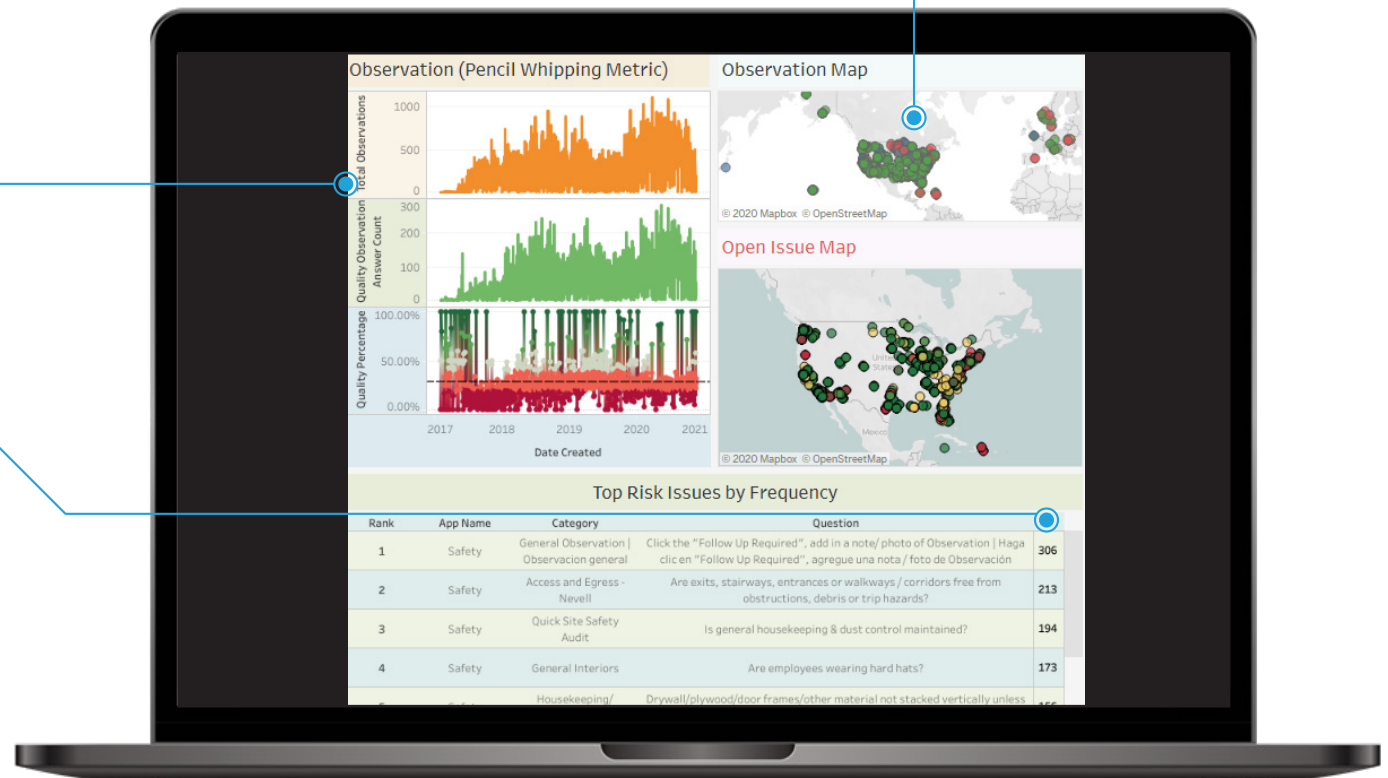 Observation (Pencil Whipping Metric)
Total Observations
1000
500
0
Quality Observation
Answer Count
300
200
100
0
Quality Percentage
100.00%
50.00%
0.00%
2017 2018 2019 2020 2021
Date Created
Observation Map
© 2020 Mapbox © OpenStreetMap
Open Issue Map
United
States
Mexico
© 2020 Mapbox © OpenStreetMap
Top Risk Issues by Frequency
Rank App Name Category Question
1 Safety General Observation | Observacion general Click the "Follow Up Required", add in a note/ photo of Observation | Haga
clic en "Follow Up Required", agregue una nota / foto de Observación 306
2 Safety Access and Egress - Nevell Are exits, stairways, entrances or walkways / corridors free from
obstructions, debris or trip hazards? 213
3 Safety Quick Site Safety Audit Is general housekeeping & dust control maintained? 194
4 Safety General Interiors Are employees wearing hard hats? 173
Housekeeping/ Drywall/plywood/door frames/other material not stacked vertically unless